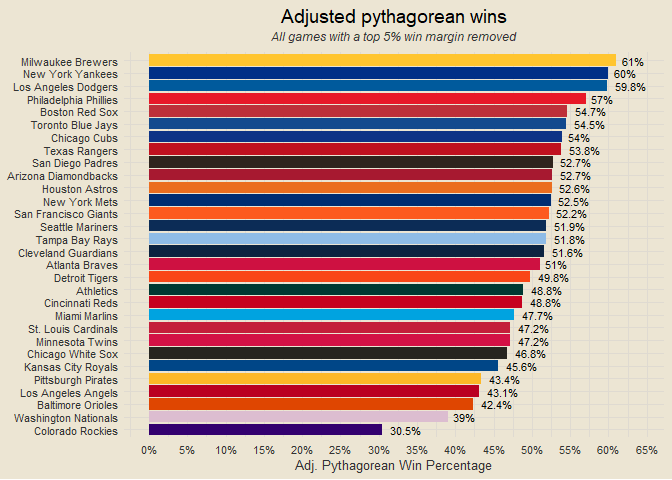 Adjusted pythagorean wins
All games with a top 5% win margin removed
Milwaukee Brewers 61%
New York Yankees 60%
Los Angeles Dodgers 59.8%
Philadelphia Phillies 57%
Boston Red Sox 54.7%
Toronto Blue Jays 54.5%
Chicago Cubs 54%
Texas Rangers 53.8%
San Diego Padres 52.7%
Arizona Diamondbacks 52.7%
Houston Astros 52.6%
New York Mets 52.5%
San Francisco Giants 52.2%
Seattle Mariners 51.9%
Tampa Bay Rays 51.8%
Cleveland Guardians 51.6%
Atlanta Braves 51%
Detroit Tigers 49.8%
Athletics 48.8%
Cincinnati Reds 48.8%
Miami Marlins 47.7%
St. Louis Cardinals 47.2%
Minnesota Twins 47.2%
Chicago White Sox 46.8%
Kansas City Royals 45.6%
Pittsburgh Pirates 43.4%
Los Angeles Angels 43.1%
Baltimore Orioles 42.4%
Washington Nationals 39%
Colorado Rockies 30.5%
0% 5% 10% 15% 20% 25% 30% 35% 40% 45% 50% 55% 60% 65%
Adj. Pythagorean Win Percentage